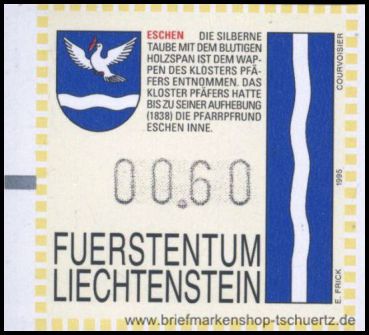 ESCHEN DIE SILBERNE
TAUBE MIT DEM BLUTIGEN
HOLZSPAN IST DEM WAP-
PEN DES KLOSTERS PFÄ-
FERS ENTNOMMEN. DAS
KLOSTER PFÄFERS HATTE
BIS ZU SEINER AUFHEBUNG
(1838) DIE PFARRPFRUND
ESCHEN INNE.
00.60
FUERSTENTUM
LIECHTENSTEIN
COURVOISIER
1995
E. FRICK
www.briefmarkenshop-tschuertz.de